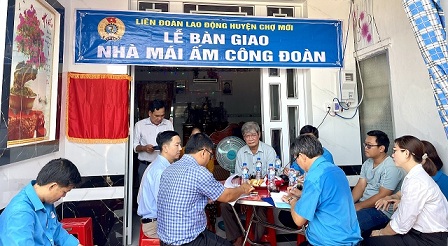 LIÊN ĐOÀN LAO ĐỘNG HUYỆN CHỢ MỚI
LỄ BÀN GIAO
NHÀ MÁI ẤM CÔNG ĐOÀN